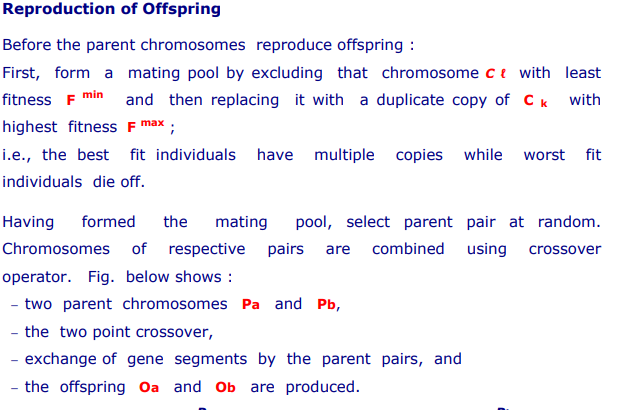 Reproduction of Offspring
Before the parent chromosomes reproduce offspring :
First, form a mating pool by excluding that chromosome C ℓ with least
fitness F min and then replacing it with a duplicate copy of C k with
highest fitness F max ;
i.e., the best fit individuals have multiple copies while worst fit
individuals die off.
Having formed the mating pool, select parent pair at random.
Chromosomes of respective pairs are combined using crossover
operator. Fig. below shows :
– two parent chromosomes Pa and Pb,
– the two point crossover,
– exchange of gene segments by the parent pairs, and
– the offspring Oa and Ob are produced.